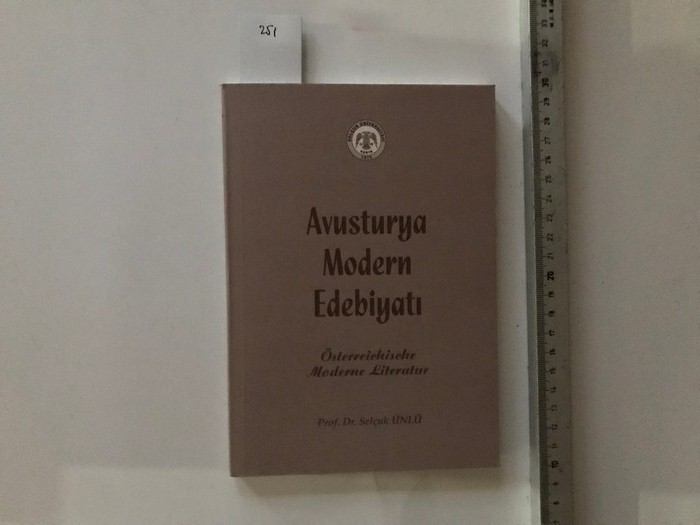 251
Avusturya
Modern
Edebiyatı
Österreichische
Moderne Literatur
Prof. Dr. Selçuk ÜNLÜ